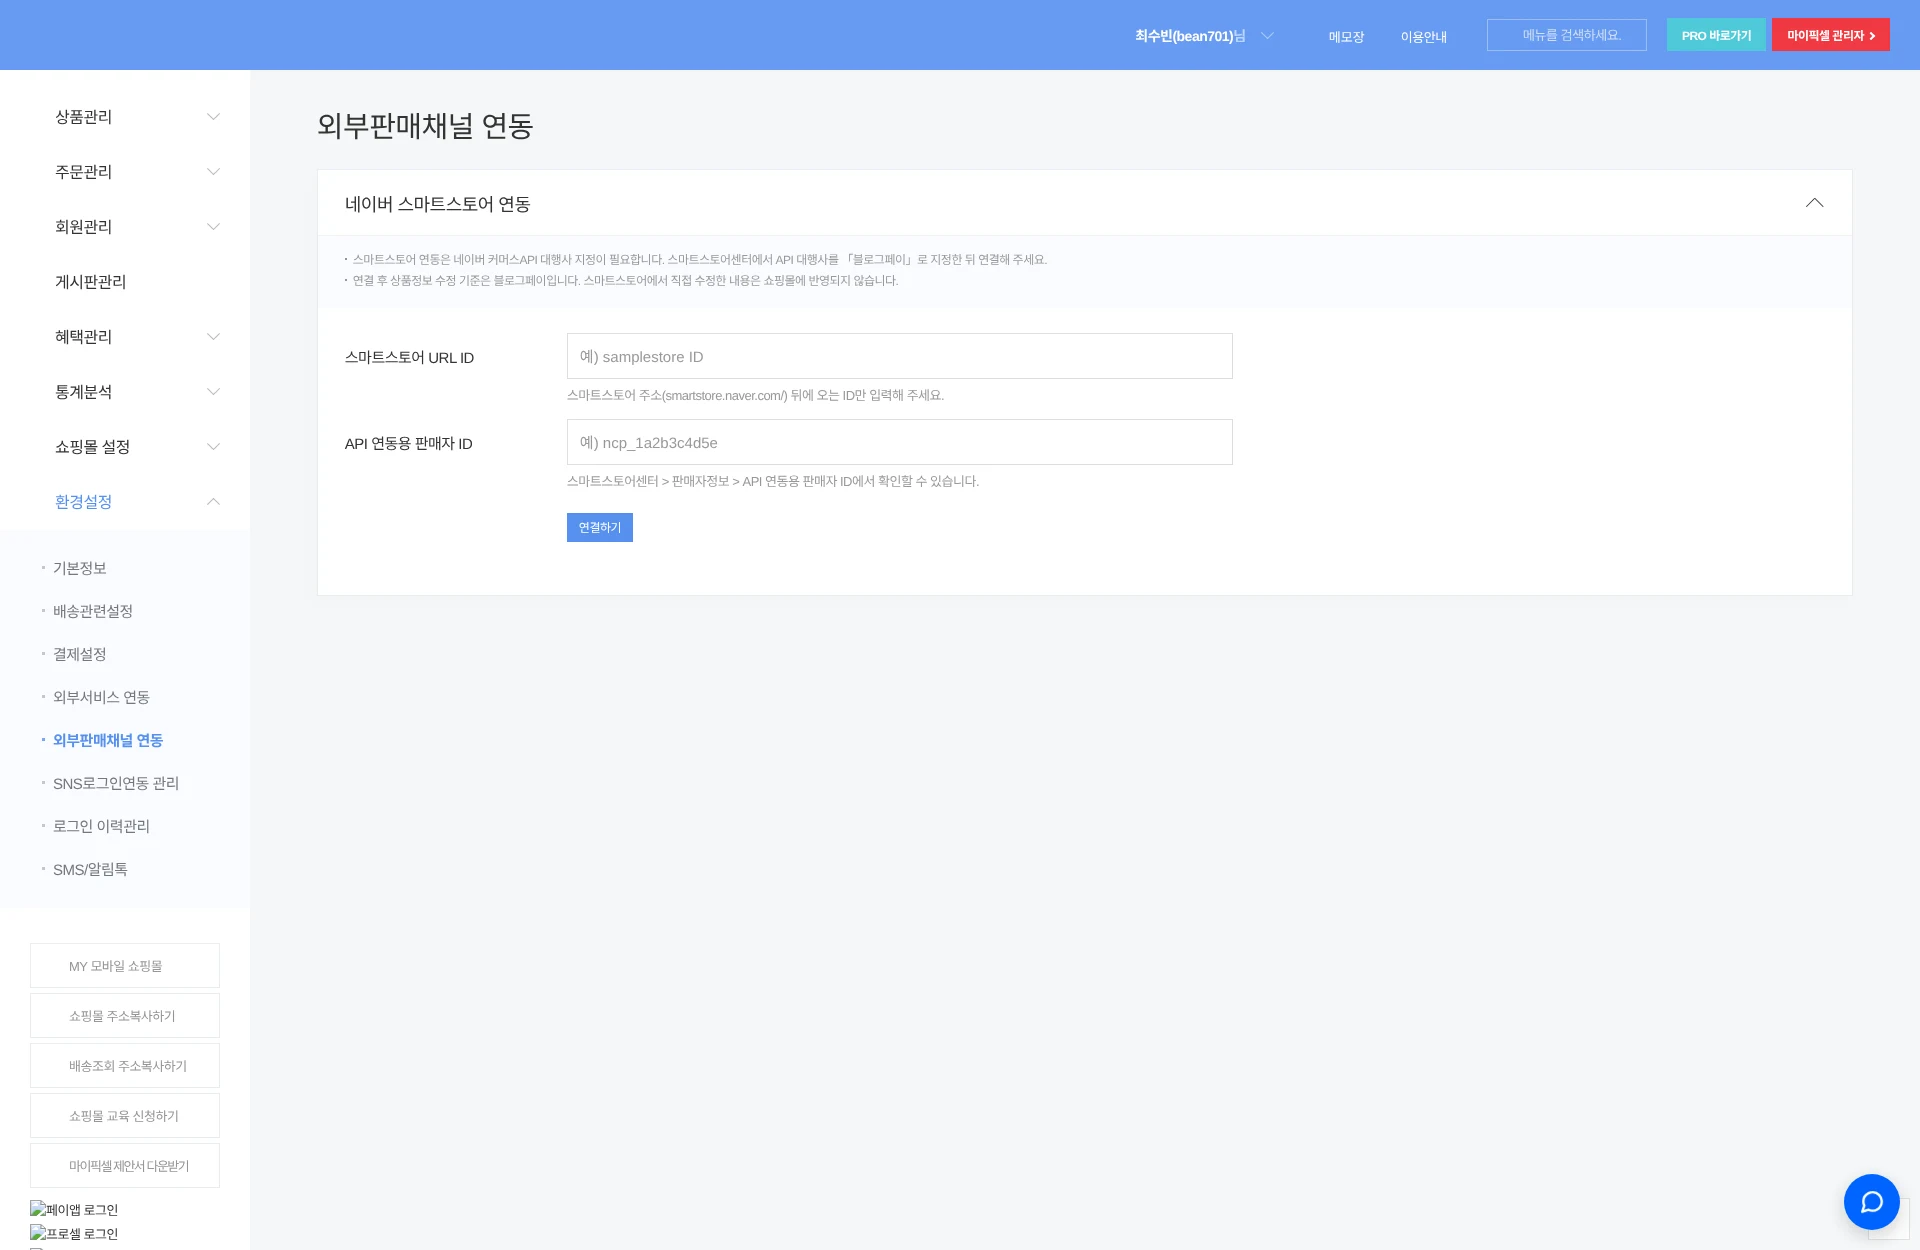 최수빈(bean701)님
메모장
이용안내
메뉴를 검색하세요.
PRO 바로가기
마이픽셀 관리자
상품관리
주문관리
회원관리
게시판관리
혜택관리
통계분석
쇼핑몰 설정
환경설정
기본정보
배송관련설정
결제설정
외부서비스 연동
외부판매채널 연동
SNS로그인연동 관리
로그인 이력관리
SMS/알림톡
MY 모바일 쇼핑몰
쇼핑몰 주소복사하기
배송조회 주소복사하기
쇼핑몰 교육 신청하기
마이픽셀 제안서 다운받기
페이앱 로그인
프로셀 로그인
외부판매채널 연동
네이버 스마트스토어 연동
스마트스토어 연동은 네이버 커머스API 대행사 지정이 필요합니다. 스마트스토어센터에서 API 대행사를 「블로그페이」로 지정한 뒤 연결해 주세요.
연결 후 상품정보 수정 기준은 블로그페이입니다. 스마트스토어에서 직접 수정한 내용은 쇼핑몰에 반영되지 않습니다.
스마트스토어 URL ID
예) samplestore ID
스마트스토어 주소(smartstore.naver.com/) 뒤에 오는 ID만 입력해 주세요.
API 연동용 판매자 ID
예) ncp_1a2b3c4d5e
스마트스토어센터 > 판매자정보 > API 연동용 판매자 ID에서 확인할 수 있습니다.
연결하기